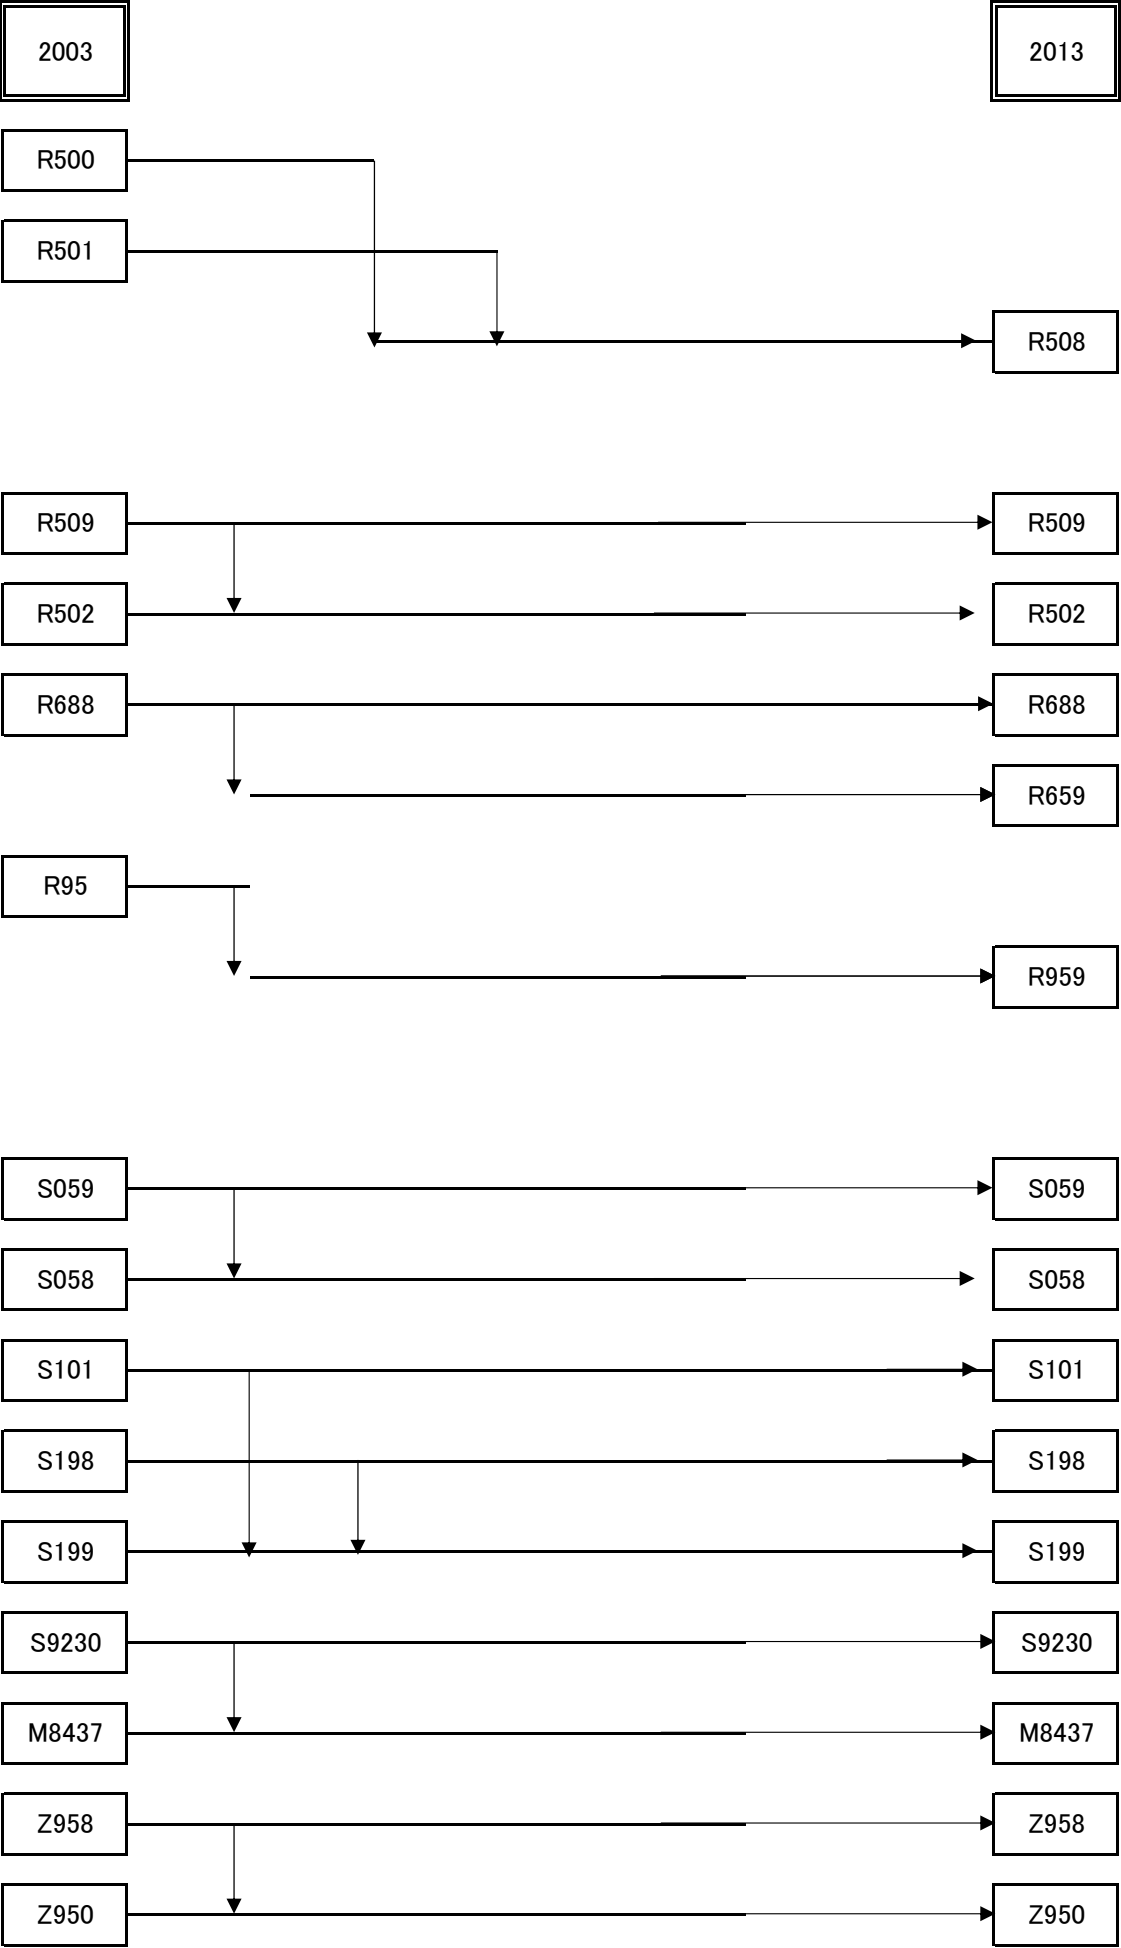 2003 2013
R500
R501
R508
R509 R509
R502 R502
R688 R688
R659
R95
R959
S059 S059
S058 S058
S101 S101
S198 S198
S199 S199
S9230 S9230
M8437 M8437
Z958 Z958
Z950 Z950